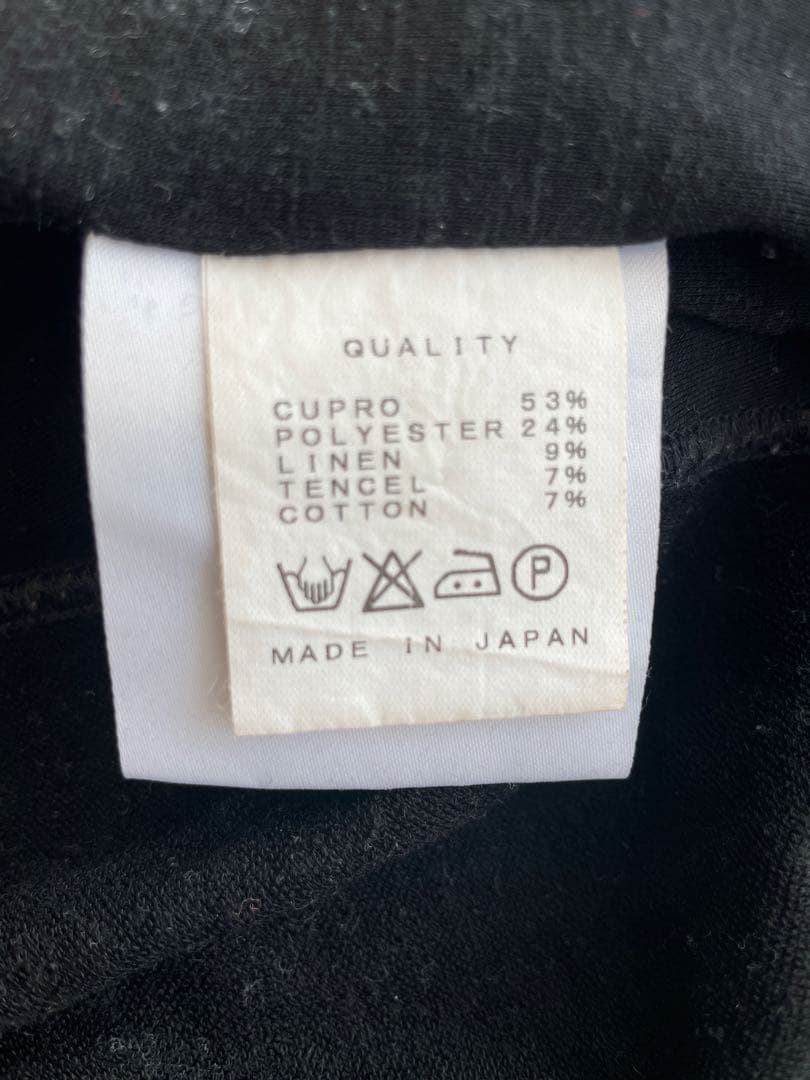 QUALITY
CUPRO 53%
POLYESTER 24%
LINEN 9%
TENCEL 7%
COTTON 7%
P
MADE IN JAPAN